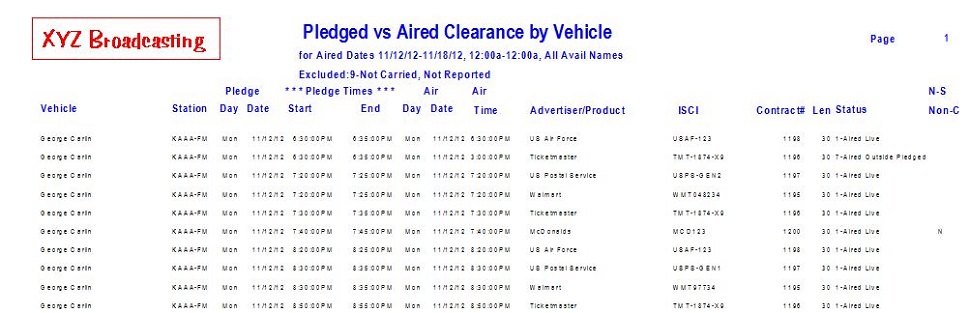 XYZ Broadcasting
Pledged vs Aired Clearance by Vehicle
Page 1
for Aired Dates 11/12/12-11/18/12, 12:00a-12:00a, All Avail Names
Excluded:9-Not Carried, Not Reported
Pledge *** Pledge Times *** Air Air N-S
Vehicle Station Day Date Start End Day Date Time Advertiser/Product ISCI Contract# Len Status Non-C
George Carlin KAAA-FM Mon 11/12/12 6:30:00PM 6:35:00PM Mon 11/12/12 6:30:00PM US Air Force USAF-123 1198 30 1-Aired Live
George Carlin KAAA-FM Mon 11/12/12 6:30:00PM 6:35:00PM Mon 11/12/12 3:00:00PM Ticketmaster TMT-1874-X9 1196 30 7-Aired Outside Pledged
George Carlin KAAA-FM Mon 11/12/12 7:20:00PM 7:25:00PM Mon 11/12/12 7:20:00PM US Postal Service USPS-GEN2 1197 30 1-Aired Live
George Carlin KAAA-FM Mon 11/12/12 7:20:00PM 7:25:00PM Mon 11/12/12 7:20:00PM Walmart WMT048234 1195 30 1-Aired Live
George Carlin KAAA-FM Mon 11/12/12 7:30:00PM 7:35:00PM Mon 11/12/12 7:30:00PM Ticketmaster TMT-1874-X9 1196 30 1-Aired Live
George Carlin KAAA-FM Mon 11/12/12 7:40:00PM 7:45:00PM Mon 11/12/12 7:40:00PM McDonalds MCD123 1200 30 1-Aired Live N
George Carlin KAAA-FM Mon 11/12/12 8:20:00PM 8:25:00PM Mon 11/12/12 8:20:00PM US Air Force USAF-123 1198 30 1-Aired Live
George Carlin KAAA-FM Mon 11/12/12 8:30:00PM 8:35:00PM Mon 11/12/12 8:30:00PM US Postal Service USPS-GEN1 1197 30 1-Aired Live
George Carlin KAAA-FM Mon 11/12/12 8:30:00PM 8:35:00PM Mon 11/12/12 8:30:00PM Walmart WMT97734 1195 30 1-Aired Live
George Carlin KAAA-FM Mon 11/12/12 8:50:00PM 8:55:00PM Mon 11/12/12 8:50:00PM Ticketmaster TMT-1874-X9 1196 30 1-Aired Live